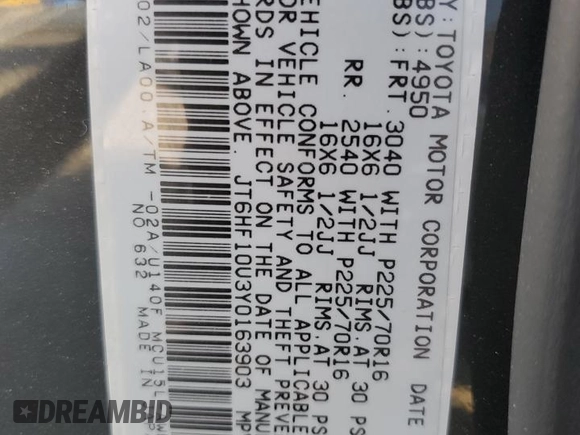 Y:TOYOTA MOTOR CORPORATION DATE
BS): 4950
BS): FRT. 3040 WITH P225/70R16
16X6 1/2JJ RIMS.AT 30 PS
RR. 2540 WITH P225/70R16
16X6 1/2JJ RIMS.AT 30 PS
EHICLE CONFORMS TO ALL APPLICABLE
OR VEHICLE SAFETY AND THEFT PREVE
RDS IN EFFECT ON THE DATE OF MANU
HOWN ABOVE. JT6HF10U3Y0163903 MP
02/LA00 A/TM -02A/U140F MCU15L
NO 632 MADE IN
DREAMBID